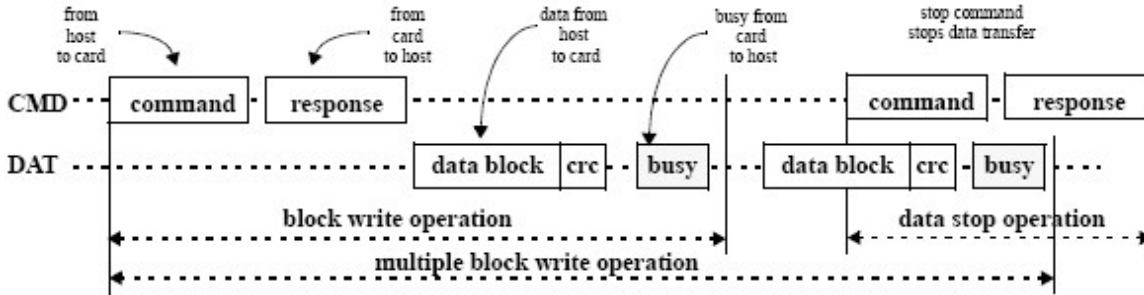 from
host
to card
from
card
to host
data from
host
to card
busy from
card
to host
stop command
stops data transfer
CMD command response command response
DAT data block crc busy data block crc busy
block write operation data stop operation
multiple block write operation